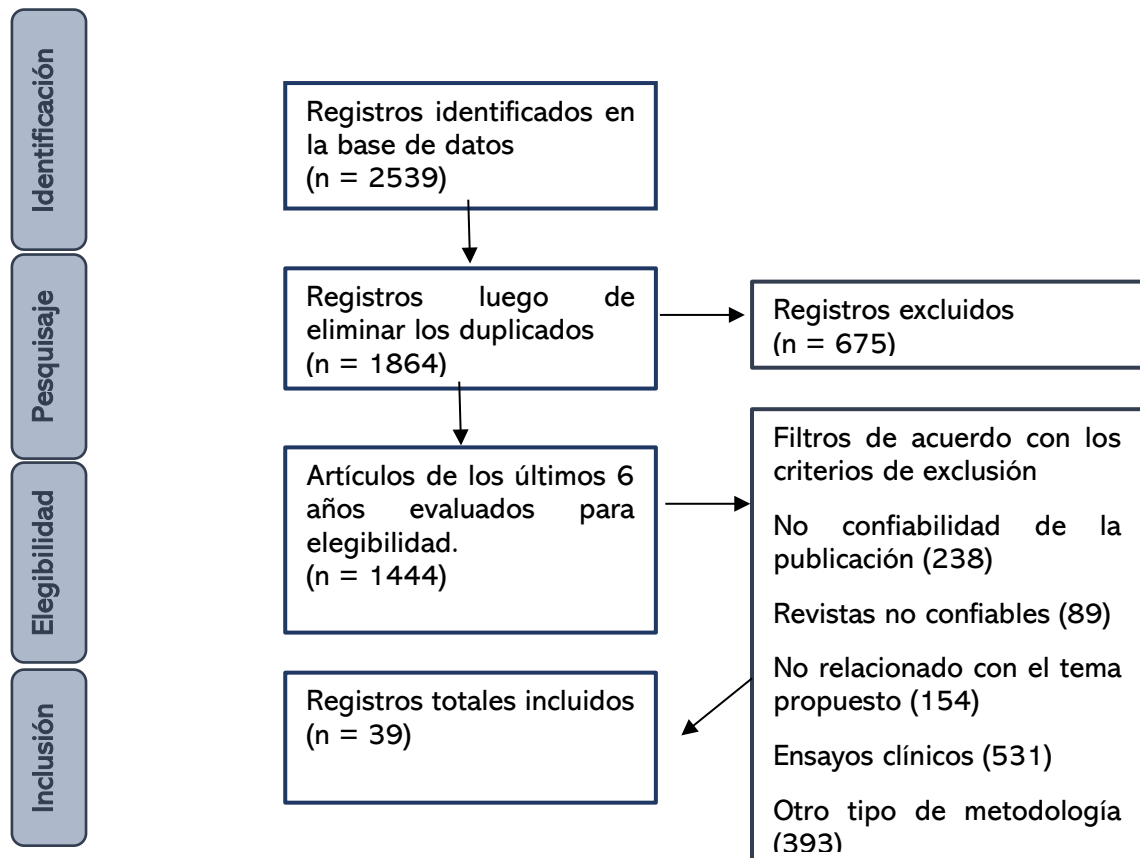 Identificación
Registros identificados en
la base de datos
(n = 2539)
Pesquisaje
Registros luego de
eliminar los duplicados
(n = 1864)
Registros excluidos
(n = 675)
Elegibilidad
Artículos de los últimos 6
años evaluados para
elegibilidad.
(n = 1444)
Filtros de acuerdo con los
criterios de exclusión
No confiabilidad de la
publicación (238)
Revistas no confiables (89)
No relacionado con el tema
propuesto (154)
Ensayos clínicos (531)
Otro tipo de metodología
(393)
Inclusión
Registros totales incluidos
(n = 39)